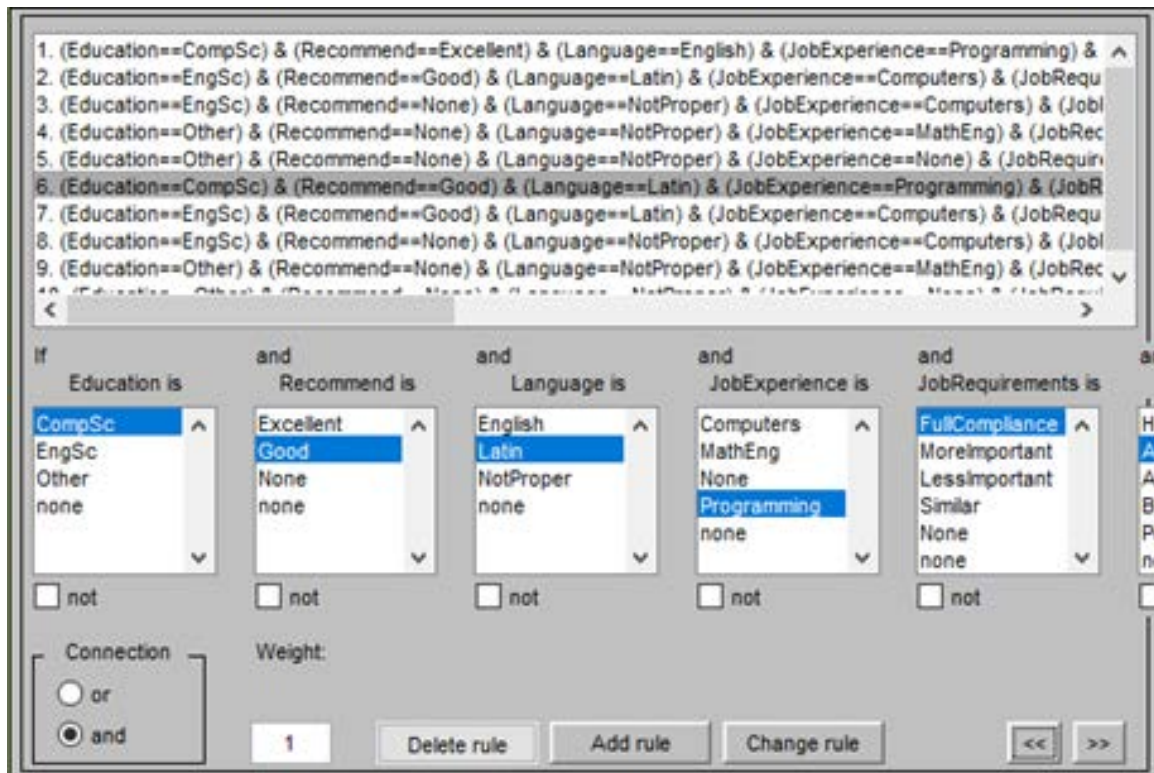 1. (Education==CompSc) & (Recommend==Excellent) & (Language==English) & (JobExperience==Programming) &
2. (Education==EngSc) & (Recommend==Good) & (Language==Latin) & (JobExperience==Computers) & (JobRequ
3. (Education==EngSc) & (Recommend==None) & (Language==NotProper) & (JobExperience==Computers) & (Jobl
4. (Education==Other) & (Recommend==None) & (Language==NotProper) & (JobExperience==MathEng) & (JobRec
5. (Education==Other) & (Recommend==None) & (Language==NotProper) & (JobExperience==None) & (JobRequir
6. (Education==CompSc) & (Recommend==Good) & (Language==Latin) & (JobExperience==Programming) & (JobR
7. (Education==EngSc) & (Recommend==Good) & (Language==Latin) & (JobExperience==Computers) & (JobRequ
8. (Education==EngSc) & (Recommend==None) & (Language==NotProper) & (JobExperience==Computers) & (Jobl
9. (Education==Other) & (Recommend==None) & (Language==NotProper) & (JobExperience==MathEng) & (JobRec
If and and and and
Education is Recommend is Language is JobExperience is JobRequirements is
CompSc Excellent English Computers FullCompliance H
EngSc Good Latin MathEng MoreImportant A
Other None NotProper None LessImportant A
none none none Programming Similar B
none None P
none
not not not not not
Connection Weight:
or
and 1 Delete rule Add rule Change rule << >>